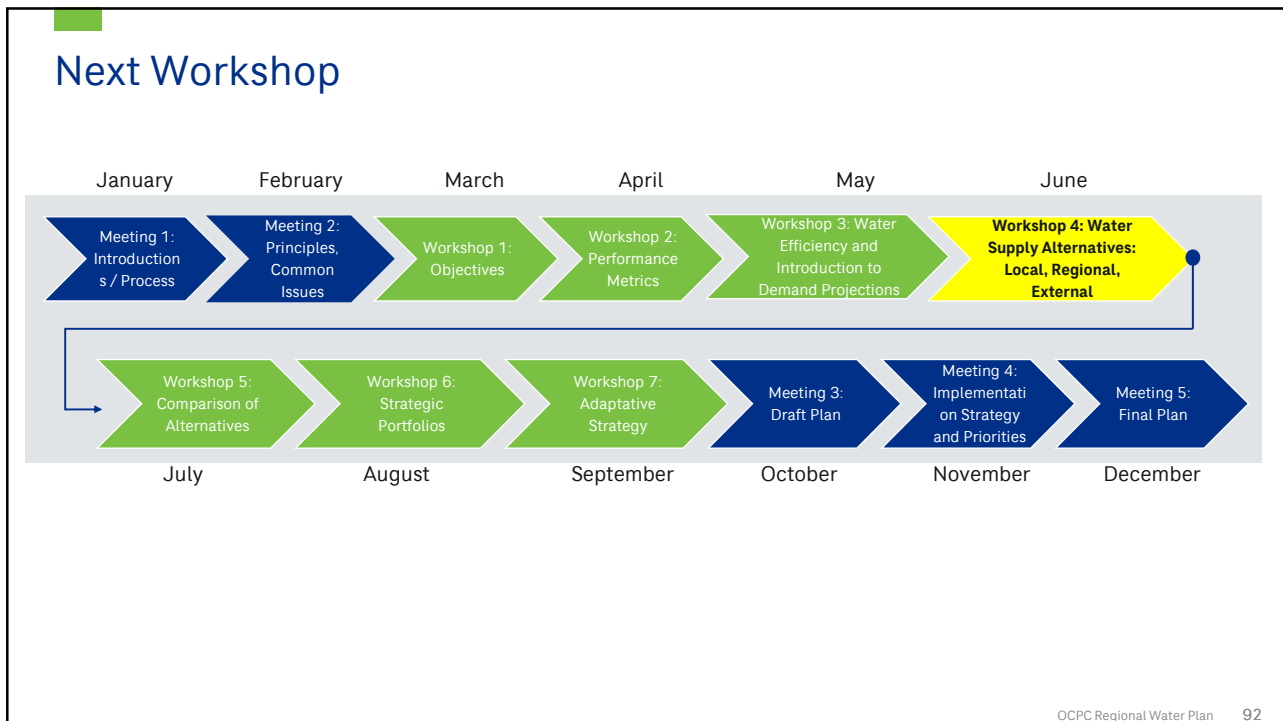 Next Workshop
January February March April May June
Meeting 1:
Introduction
s / Process
Meeting 2:
Principles,
Common
Issues
Workshop 1:
Objectives
Workshop 2:
Performance
Metrics
Workshop 3: Water
Efficiency and
Introduction to
Demand Projections
Workshop 4: Water
Supply Alternatives:
Local, Regional,
External
Workshop 5:
Comparison of
Alternatives
Workshop 6:
Strategic
Portfolios
Workshop 7:
Adaptative
Strategy
Meeting 3:
Draft Plan
Meeting 4:
Implementati
on Strategy
and Priorities
Meeting 5:
Final Plan
July August September October November December
OCPC Regional Water Plan 92